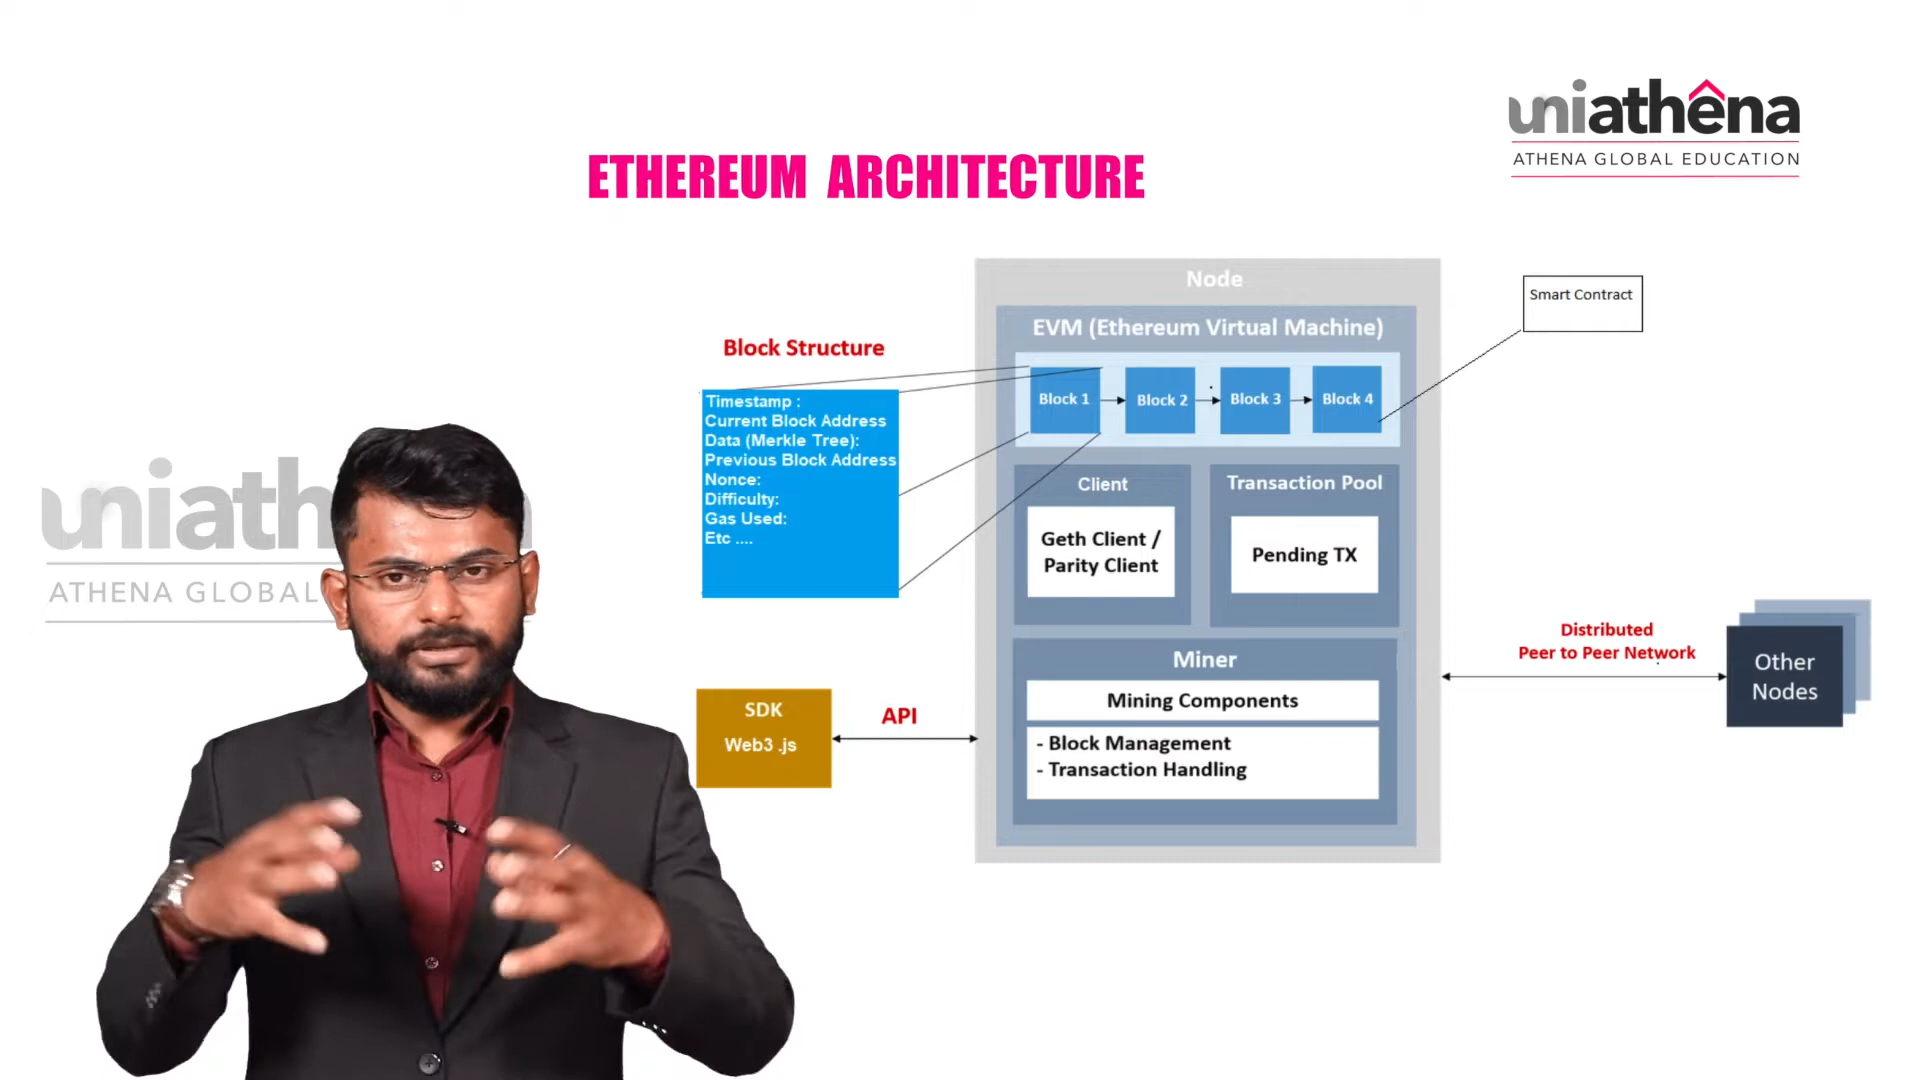 uniathena
ATHENA GLOBAL EDUCATION
ETHEREUM ARCHITECTURE
Node
EVM (Ethereum Virtual Machine)
Smart Contract
Block Structure
Block 1
Block 2
Block 3
Block 4
Timestamp :
Current Block Address
Data (Merkle Tree):
Previous Block Address
Nonce:
Difficulty:
Gas Used:
Etc ....
Client
Geth Client /
Parity Client
Transaction Pool
Pending TX
Miner
Mining Components
- Block Management
- Transaction Handling
SDK
Web3 .js
API
Distributed
Peer to Peer Network
Other
Nodes
uniath
ATHENA GLOBAL